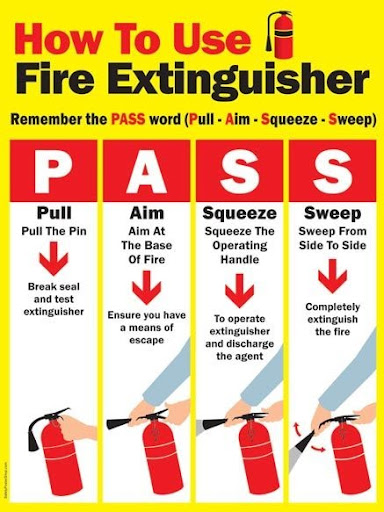 How To Use
Fire Extinguisher
Remember the PASS word (Pull - Aim - Squeeze - Sweep)
P
Pull
Pull The Pin
Break seal
and test
extinguisher
A
Aim
Aim At
The Base
Of Fire
Ensure you have
a means of
escape
S
Squeeze
Squeeze The
Operating
Handle
To operate
extinguisher
and discharge
the agent
S
Sweep
Sweep From
Side To Side
Completely
extinguish
the fire